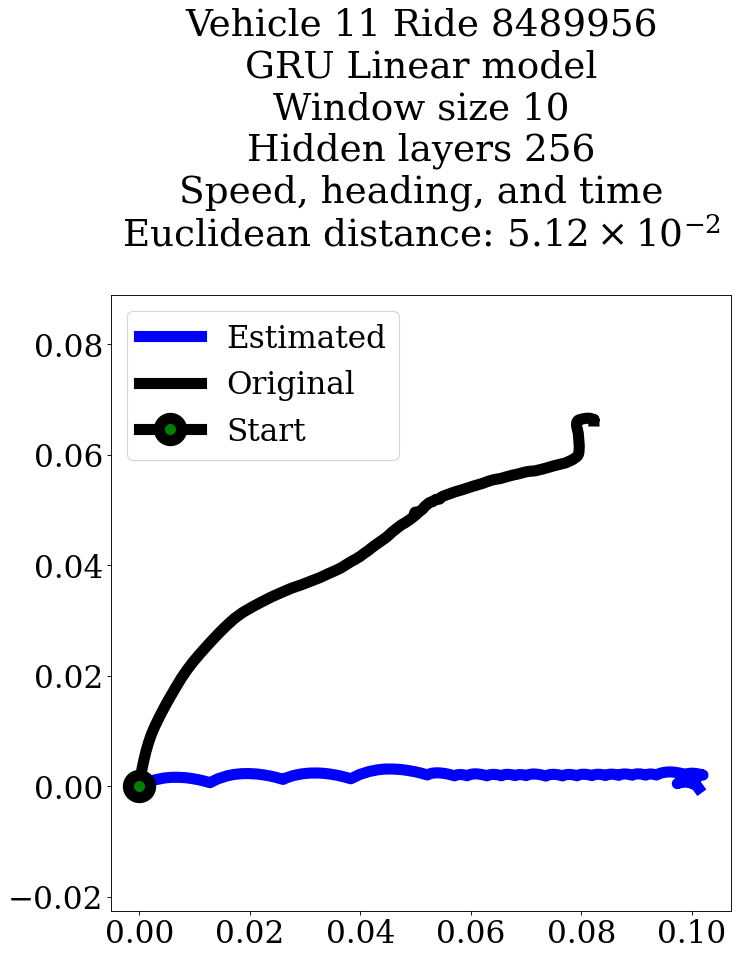 Vehicle 11 Ride 8489956
GRU Linear model
Window size 10
Hidden layers 256
Speed, heading, and time
Euclidean distance: 5.12 × 10⁻²
Estimated
Original
Start
0.08
0.06
0.04
0.02
0.00
−0.02
0.00 0.02 0.04 0.06 0.08 0.10